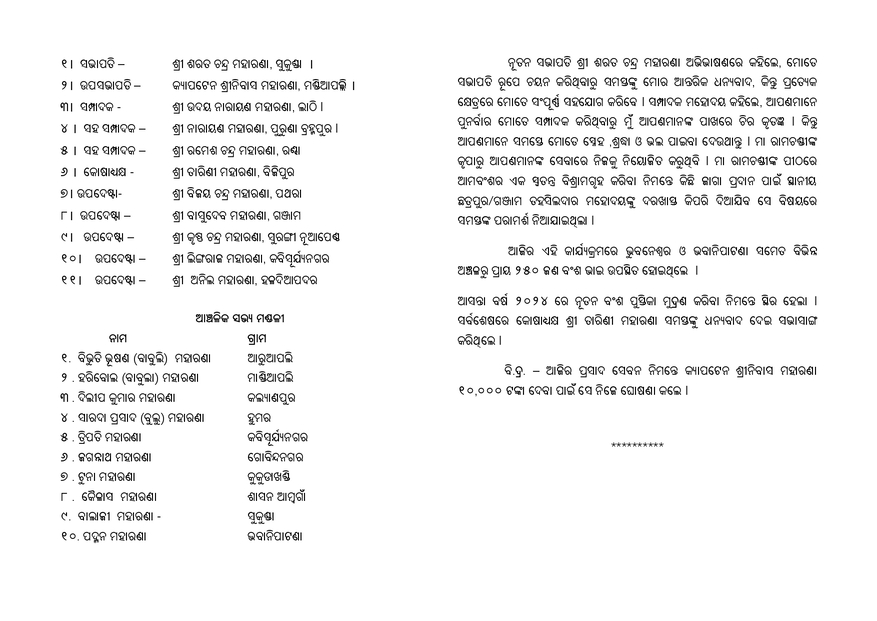 ୧ । ସଭାପତି – ଶ୍ରୀ ଶରତ ଚନ୍ଦ୍ର ମହାରଣା, ସୁକୁଣ୍ଡା ।
୨ । ଉପସଭାପତି – କ୍ୟାପଟେନ ଶ୍ରୀନିବାସ ମହାରଣା, ମଣ୍ଡିଆପଲ୍ଲି ।
୩ । ସମ୍ପାଦକ - ଶ୍ରୀ ଉଦୟ ନାରାୟଣ ମହାରଣା, ଲାଠି ।
୪ । ସହ ସମ୍ପାଦକ – ଶ୍ରୀ ନାରାୟଣ ମହାରଣା, ପୁରୁଣା ବ୍ରହ୍ମପୁର ।
୫ । ସହ ସମ୍ପାଦକ – ଶ୍ରୀ ରମେଶ ଚନ୍ଦ୍ର ମହାରଣା, ରଣ୍ଢା
୬ । କୋଷାଧ୍ୟକ୍ଷ - ଶ୍ରୀ ତାରିଣୀ ମହାରଣା, ବିଜିପୁର
୭ । ଉପଦେଷ୍ଟା- ଶ୍ରୀ ବିଜୟ ଚନ୍ଦ୍ର ମହାରଣା, ପଥରା
୮ । ଉପଦେଷ୍ଟା – ଶ୍ରୀ ବାସୁଦେବ ମହାରଣା, ଗଞ୍ଜାମ
୯ । ଉପଦେଷ୍ଟା – ଶ୍ରୀ କୃଷ୍ଣ ଚନ୍ଦ୍ର ମହାରଣା, ସୁରଙ୍ଗୀ ନୂଆପେଣ୍ଠ
୧୦। ଉପଦେଷ୍ଟା – ଶ୍ରୀ ଲିଙ୍ଗରାଜ ମହାରଣା, କବିସୂର୍ଯ୍ୟନଗର
୧୧। ଉପଦେଷ୍ଟା – ଶ୍ରୀ ଅନିଲ ମହାରଣା, ହଳଦିଆପଦର
ଆଞ୍ଚଳିକ ସଭ୍ୟ ମଣ୍ଡଳୀ
ନାମ ଗ୍ରାମ
୧. ବିଭୁତି ଭୂଷଣ (ବାବୁଲି) ମହାରଣା ଆରୁଆପଲି
୨ . ହରିବୋଲ (ବାବୁଲା) ମହାରଣା ମାଣ୍ଡିଆପଲି
୩ . ଦିଲୀପ କୁମାର ମହାରଣା କଲ୍ୟାଣପୁର
୪ . ସାରଦା ପ୍ରସାଦ (ବୁଲୁ) ମହାରଣା ହୁମର
୫ . ତ୍ରିପତି ମହାରଣା କବିସୂର୍ଯ୍ୟନଗର
୬ . ଜଗନ୍ନାଥ ମହାରଣା ଗୋବିନ୍ଦନଗର
୭ . ଟୁନା ମହାରଣା କୁକୁଡାଖଣ୍ଡି
୮ . କୈଳାସ ମହାରଣା ଶାସନ ଆମ୍ବଗାଁ
୯. ବାଲାଜୀ ମହାରଣା - ସୁକୁଣ୍ଡା
୧୦. ପଦ୍ମନ ମହାରଣା ଭବାନିପାଟଣା
ନୂତନ ସଭାପତି ଶ୍ରୀ ଶରତ ଚନ୍ଦ୍ର ମହାରଣା ଅଭିଭାଷଣରେ କହିଲେ, ମୋତେ
ସଭାପତି ରୂପେ ଚୟନ କରିଥିବାରୁ ସମସ୍ତଙ୍କୁ ମୋର ଆନ୍ତରିକ ଧନ୍ୟବାଦ, କିନ୍ତୁ ପ୍ରତ୍ୟେକ
କ୍ଷେତ୍ରରେ ମୋତେ ସଂପୂର୍ଣ୍ଣ ସହଯୋଗ କରିବେ । ସମ୍ପାଦକ ମହୋଦୟ କହିଲେ, ଆପଣମାନେ
ପୁନର୍ବାର ମୋତେ ସମ୍ପାଦକ କରିଥିବାରୁ ମୁଁ ଆପଣମାନଙ୍କ ପାଖରେ ଚିର କୃତଜ୍ଞ । କିନ୍ତୁ
ଆପଣମାନେ ସମସ୍ତେ ମୋତେ ସ୍ନେହ ,ଶ୍ରଦ୍ଧା ଓ ଭଲ ପାଇବା ଦେଉଥାନ୍ତୁ । ମା ରାମଚଣ୍ଡୀଙ୍କ
କୃପାରୁ ଆପଣମାନଙ୍କ ସେବାରେ ନିଜକୁ ନିୟୋଜିତ କରୁଥିବି । ମା ରାମଚଣ୍ଡୀଙ୍କ ପୀଠରେ
ଆମବଂଶର ଏକ ସ୍ୱତନ୍ତ୍ର ବିଶ୍ରାମଗୃହ କରିବା ନିମନ୍ତେ କିଛି ଜାଗା ପ୍ରଦାନ ପାଇଁ ସ୍ଥାନୀୟ
ଛତ୍ରପୁର/ଗଞ୍ଜାମ ତହସିଲଦାର ମହୋଦୟଙ୍କୁ ଦରଖାସ୍ତ କିପରି ଦିଆଯିବ ସେ ବିଷୟରେ
ସମସ୍ତଙ୍କ ପରାମର୍ଶ ନିଆଯାଇଥିଲା ।
ଆଜିର ଏହି କାର୍ଯ୍ୟକ୍ରମରେ ଭୁବନେଶ୍ୱର ଓ ଭବାନିପାଟଣା ସମେତ ବିଭିନ୍ନ
ଅଞ୍ଚଳରୁ ପ୍ରାୟ ୨୫୦ ଜଣ ବଂଶ ଭାଇ ଉପସ୍ଥିତ ହୋଇଥିଲେ ।
ଆସନ୍ତା ବର୍ଷ ୨୦୨୪ ରେ ନୂତନ ବଂଶ ପୁସ୍ତିକା ମୁଦ୍ରଣ କରିବା ନିମନ୍ତେ ସ୍ଥିର ହେଲା ।
ସର୍ବଶେଷରେ କୋଷାଧ୍ୟକ୍ଷ ଶ୍ରୀ ତାରିଣୀ ମହାରଣା ସମସ୍ତଙ୍କୁ ଧନ୍ୟବାଦ ଦେଇ ସଭାସାଙ୍ଗ
କରିଥିଲେ ।
ବି.ଦ୍ର. – ଆଜିର ପ୍ରସାଦ ସେବନ ନିମନ୍ତେ କ୍ୟାପଟେନ ଶ୍ରୀନିବାସ ମହାରଣା
୧୦,୦୦୦ ଟଙ୍କା ଦେବା ପାଇଁ ସେ ନିଜେ ଘୋଷଣା କଲେ ।
**********